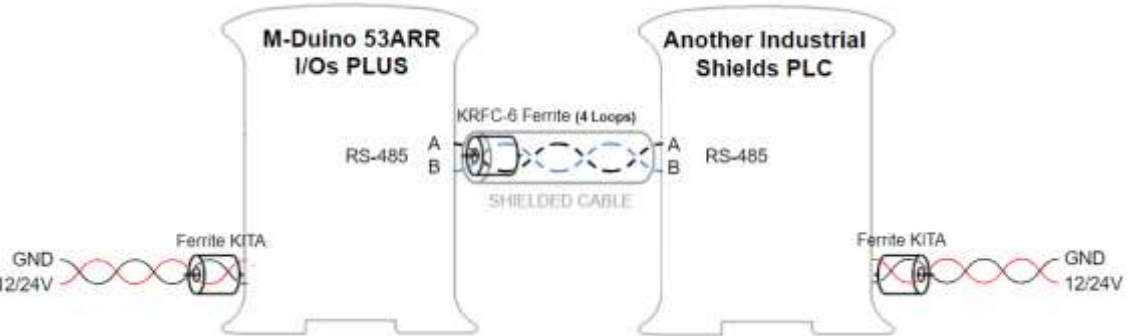 M-Duino 53ARR
I/Os PLUS
Another Industrial
Shields PLC
KRFC-6 Ferrite (4 Loops)
RS-485
A
B
A
B
RS-485
SHIELDED CABLE
Ferrite KITA
GND
12/24V
Ferrite KITA
GND
12/24V